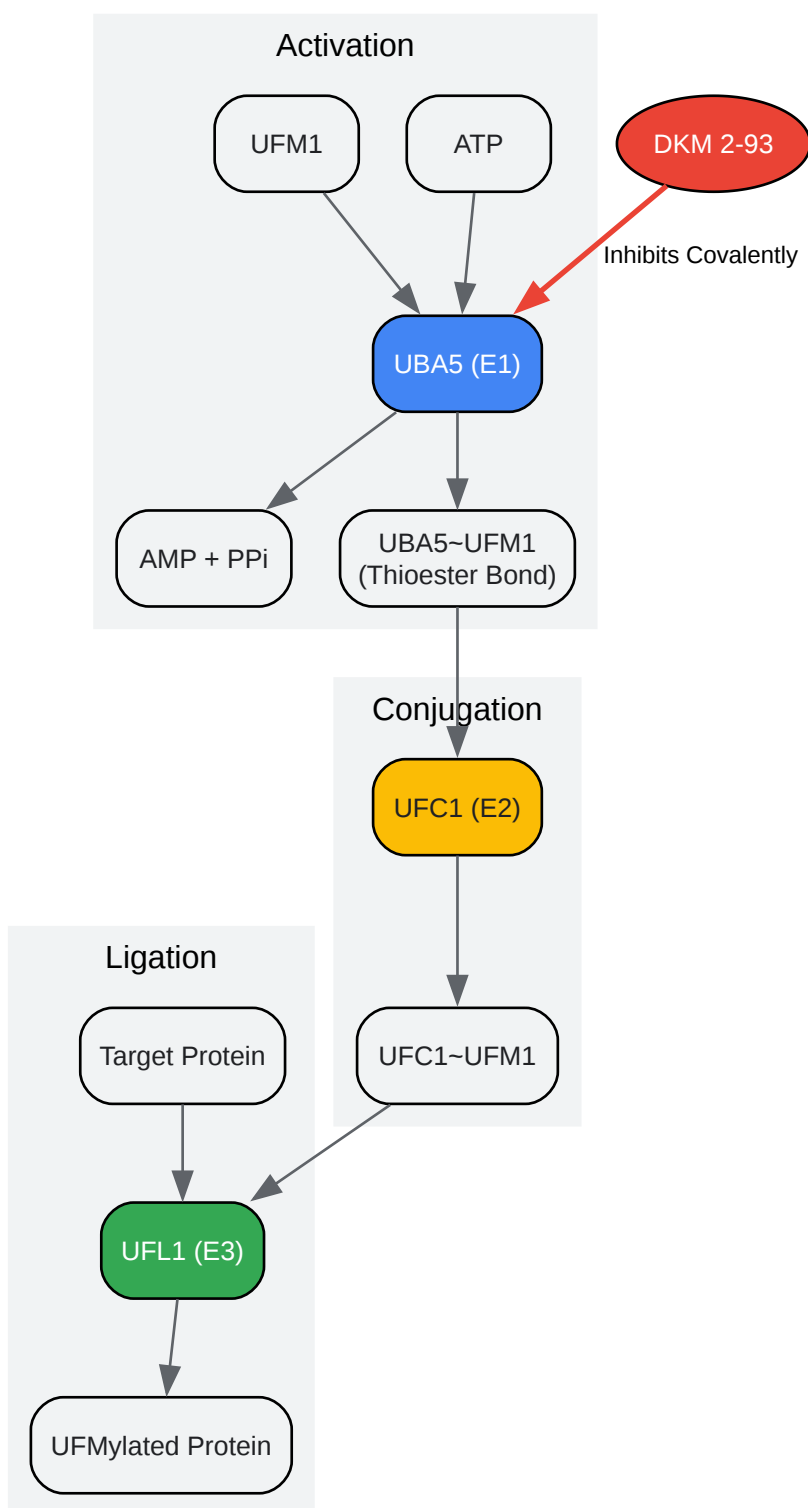 Activation
UFM1
ATP
DKM 2-93
Inhibits Covalently
UBA5 (E1)
AMP + PPi
UBA5~UFM1
(Thioester Bond)
Conjugation
UFC1 (E2)
Ligation
Target Protein
UFC1~UFM1
UFL1 (E3)
UFMylated Protein